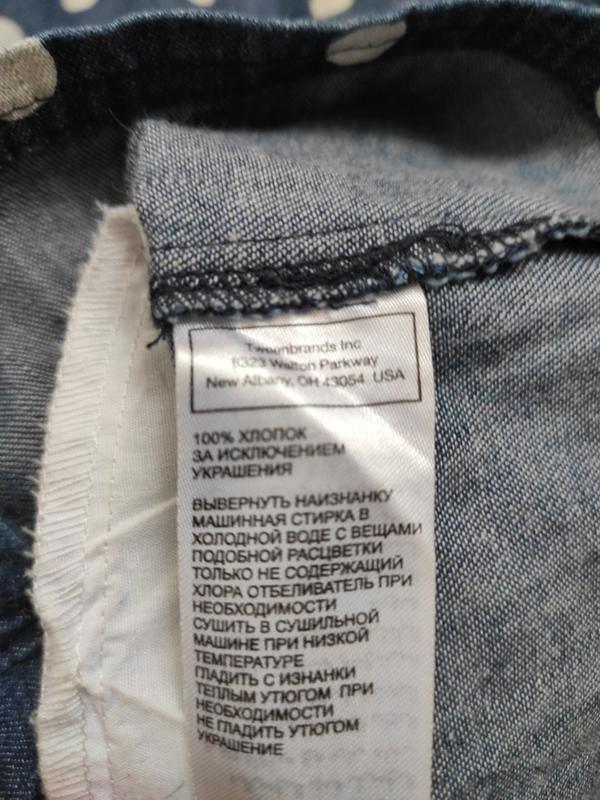 Tweenbrands Inc
8323 Walton Parkway
New Albany, OH 43054 USA
100% ХЛОПОК
ЗА ИСКЛЮЧЕНИЕМ
УКРАШЕНИЯ
ВЫВЕРНУТЬ НАИЗНАНКУ
МАШИННАЯ СТИРКА В
ХОЛОДНОЙ ВОДЕ С ВЕЩАМИ
ПОДОБНОЙ РАСЦВЕТКИ
ТОЛЬКО НЕ СОДЕРЖАЩИЙ
ХЛОРА ОТБЕЛИВАТЕЛЬ ПРИ
НЕОБХОДИМОСТИ
СУШИТЬ В СУШИЛЬНОЙ
МАШИНЕ ПРИ НИЗКОЙ
ТЕМПЕРАТУРЕ
ГЛАДИТЬ С ИЗНАНКИ
ТЕПЛЫМ УТЮГОМ ПРИ
НЕОБХОДИМОСТИ
НЕ ГЛАДИТЬ УТЮГОМ
УКРАШЕНИЕ